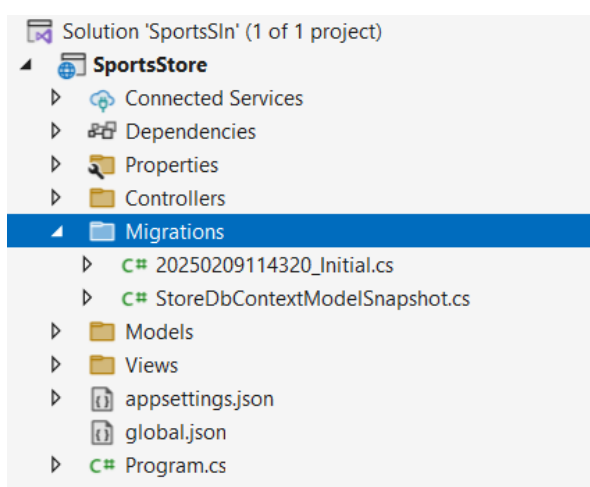 Solution 'SportsSln' (1 of 1 project)
SportsStore
Connected Services
Dependencies
Properties
Controllers
Migrations
C# 20250209114320_Initial.cs
C# StoreDbContextModelSnapshot.cs
Models
Views
appsettings.json
global.json
C# Program.cs